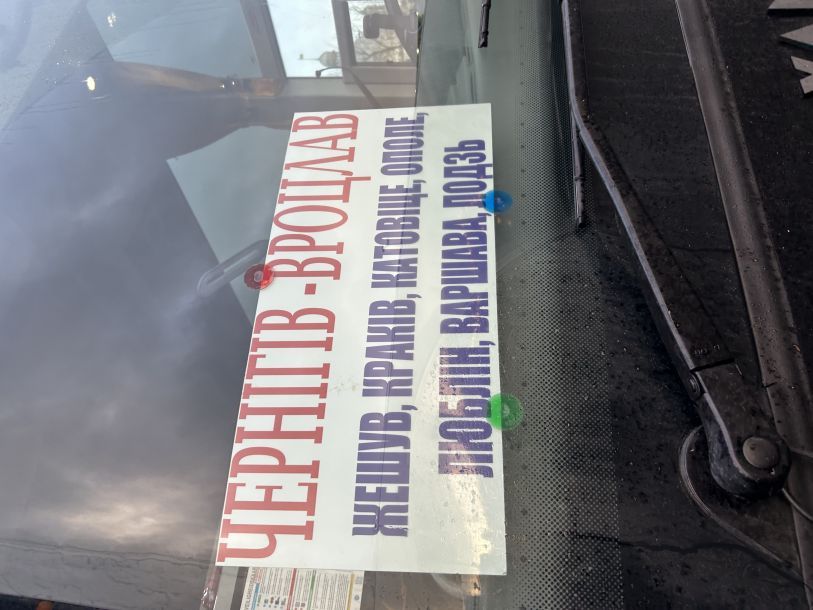 ЧЕРНІГІВ - ВРОЦЛАВ
ЖЕШУВ, КРАКІВ, КАТОВІЦЕ, ОПОЛЕ,
ЛЮБЛІН, ВАРШАВА, ЛОДЗЬ